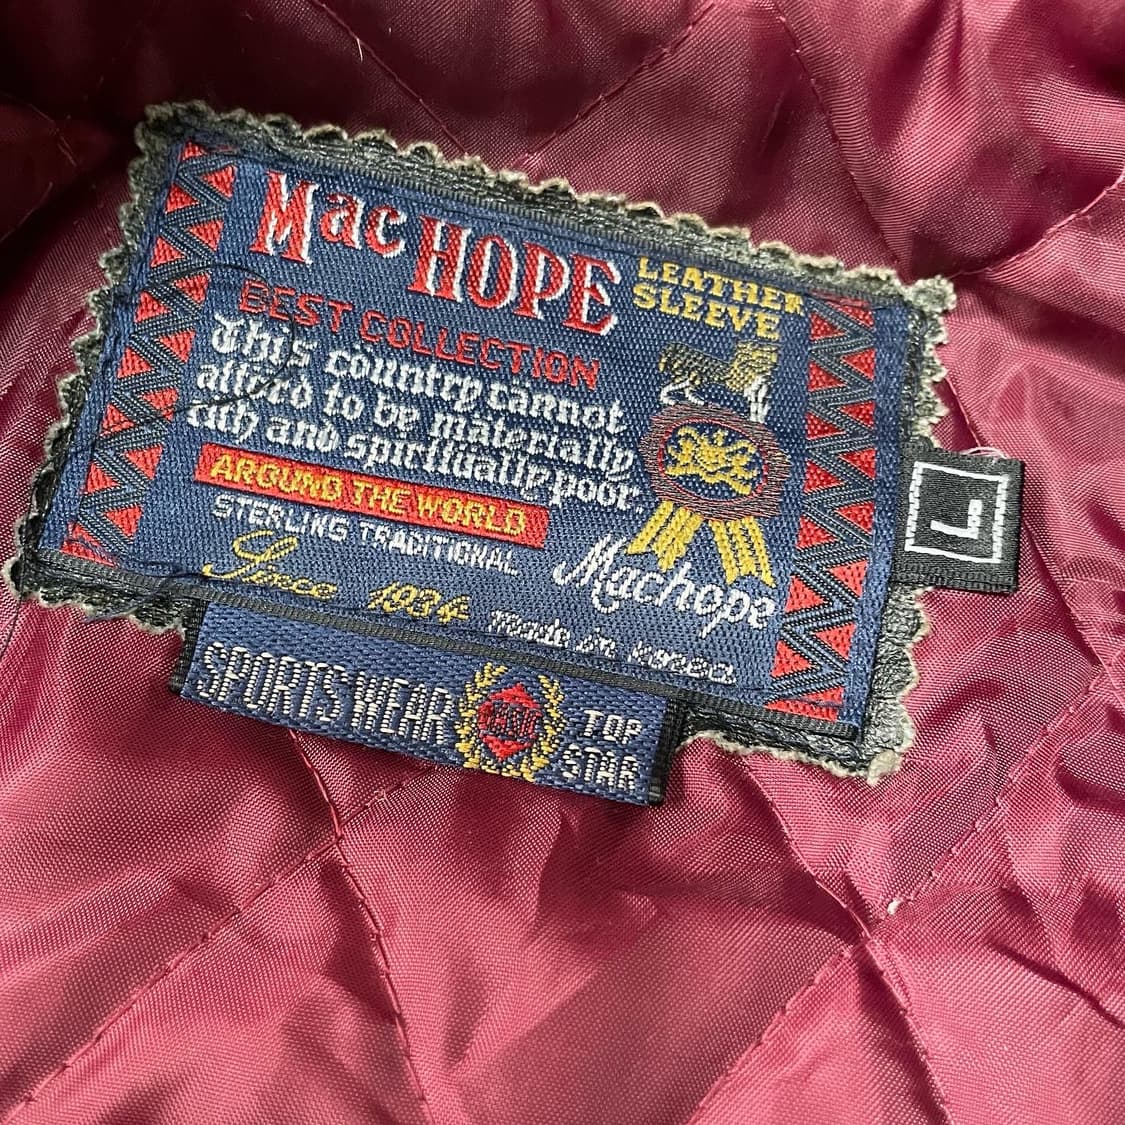 Mac HOPE
LEATHER
SLEEVE
BEST COLLECTION
This country cannot
afford to be materially
rith and spiritually poor.
AROUND THE WORLD
STERLING TRADITIONAL
Since 1934
Machope
made in korea
L
SPORTSWEAR
TOP
STAR